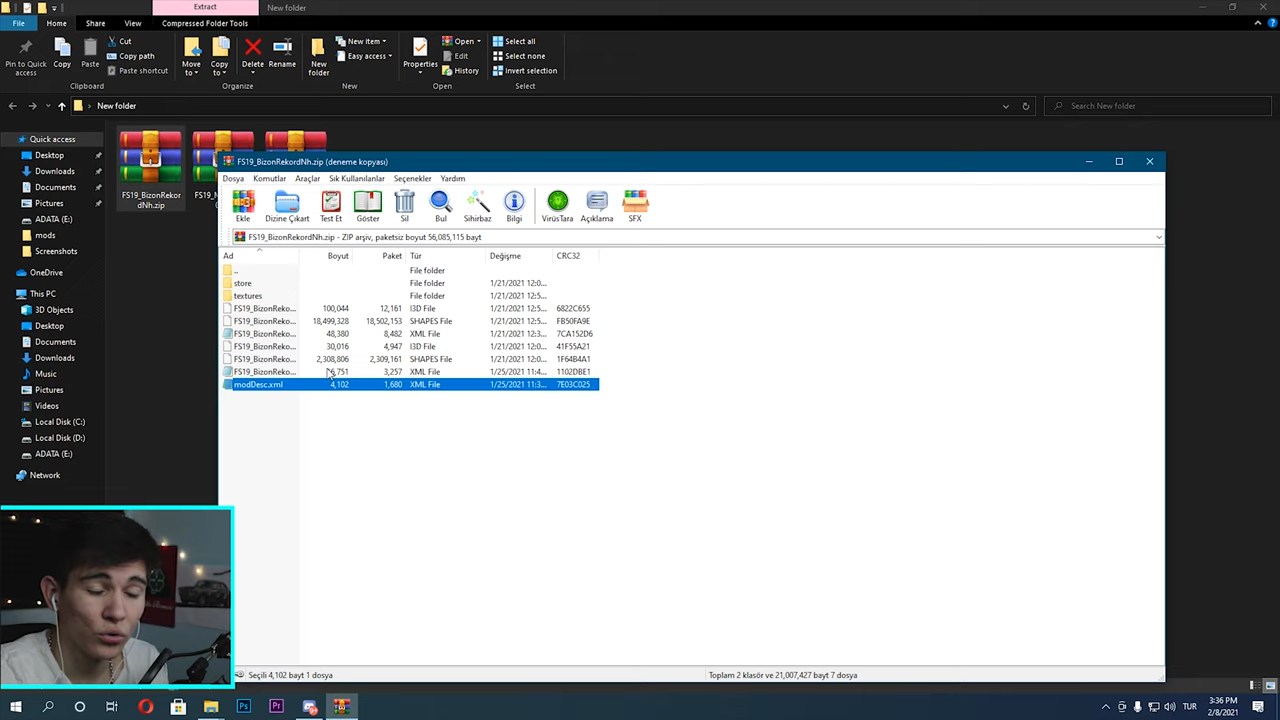 Extract
New folder
File
Home
Share
View
Compressed Folder Tools
Pin to Quick access
Copy
Paste
Cut
Copy path
Paste shortcut
Clipboard
Move to
Copy to
Delete
Rename
Organize
New folder
New item
Easy access
New
Properties
Open
Edit
History
Open
Select all
Select none
Invert selection
Select
New folder
Search New folder
Quick access
Desktop
Downloads
Documents
Pictures
ADATA (E:)
mods
Screenshots
OneDrive
This PC
3D Objects
Desktop
Documents
Downloads
Music
Pictures
Videos
Local Disk (C:)
Local Disk (D:)
ADATA (E:)
Network
FS19_BizonRekor
dNh.zip
FS19_BizonRekordNh.zip (deneme kopyası)
Dosya Komutlar Araçlar Sık Kullanılanlar Seçenekler Yardım
Ekle Dizine Çıkart Test Et Göster Sil Bul Sihirbaz Bilgi VirüsTara Açıklama SFX
FS19_BizonRekordNh.zip - ZIP arşiv, paketsiz boyut 56,085,115 bayt
Ad Boyut Paket Tür Değişme CRC32
.. File folder
store File folder 1/21/2021 12:0...
textures File folder 1/21/2021 12:5...
FS19_BizonReko... 100,044 12,161 I3D File 1/21/2021 12:5... 6822C655
FS19_BizonReko... 18,499,328 18,502,153 SHAPES File 1/21/2021 12:5... FB50FA9E
FS19_BizonReko... 48,380 8,482 XML File 1/21/2021 12:3... 7CA152D6
FS19_BizonReko... 30,016 4,947 I3D File 1/21/2021 12:0... 41F55A21
FS19_BizonReko... 2,308,806 2,309,161 SHAPES File 1/21/2021 12:0... 1F64B4A1
FS19_BizonReko... 3,257 XML File 1/25/2021 11:4... 1102DBE1
modDesc.xml 4,102 1,680 XML File 1/25/2021 11:3... 7E03C025
Seçili 4,102 bayt 1 dosya
Toplam 2 klasör ve 21,007,427 bayt 7 dosya
Ps
Pr
TUR
3:36 PM
2/8/2021